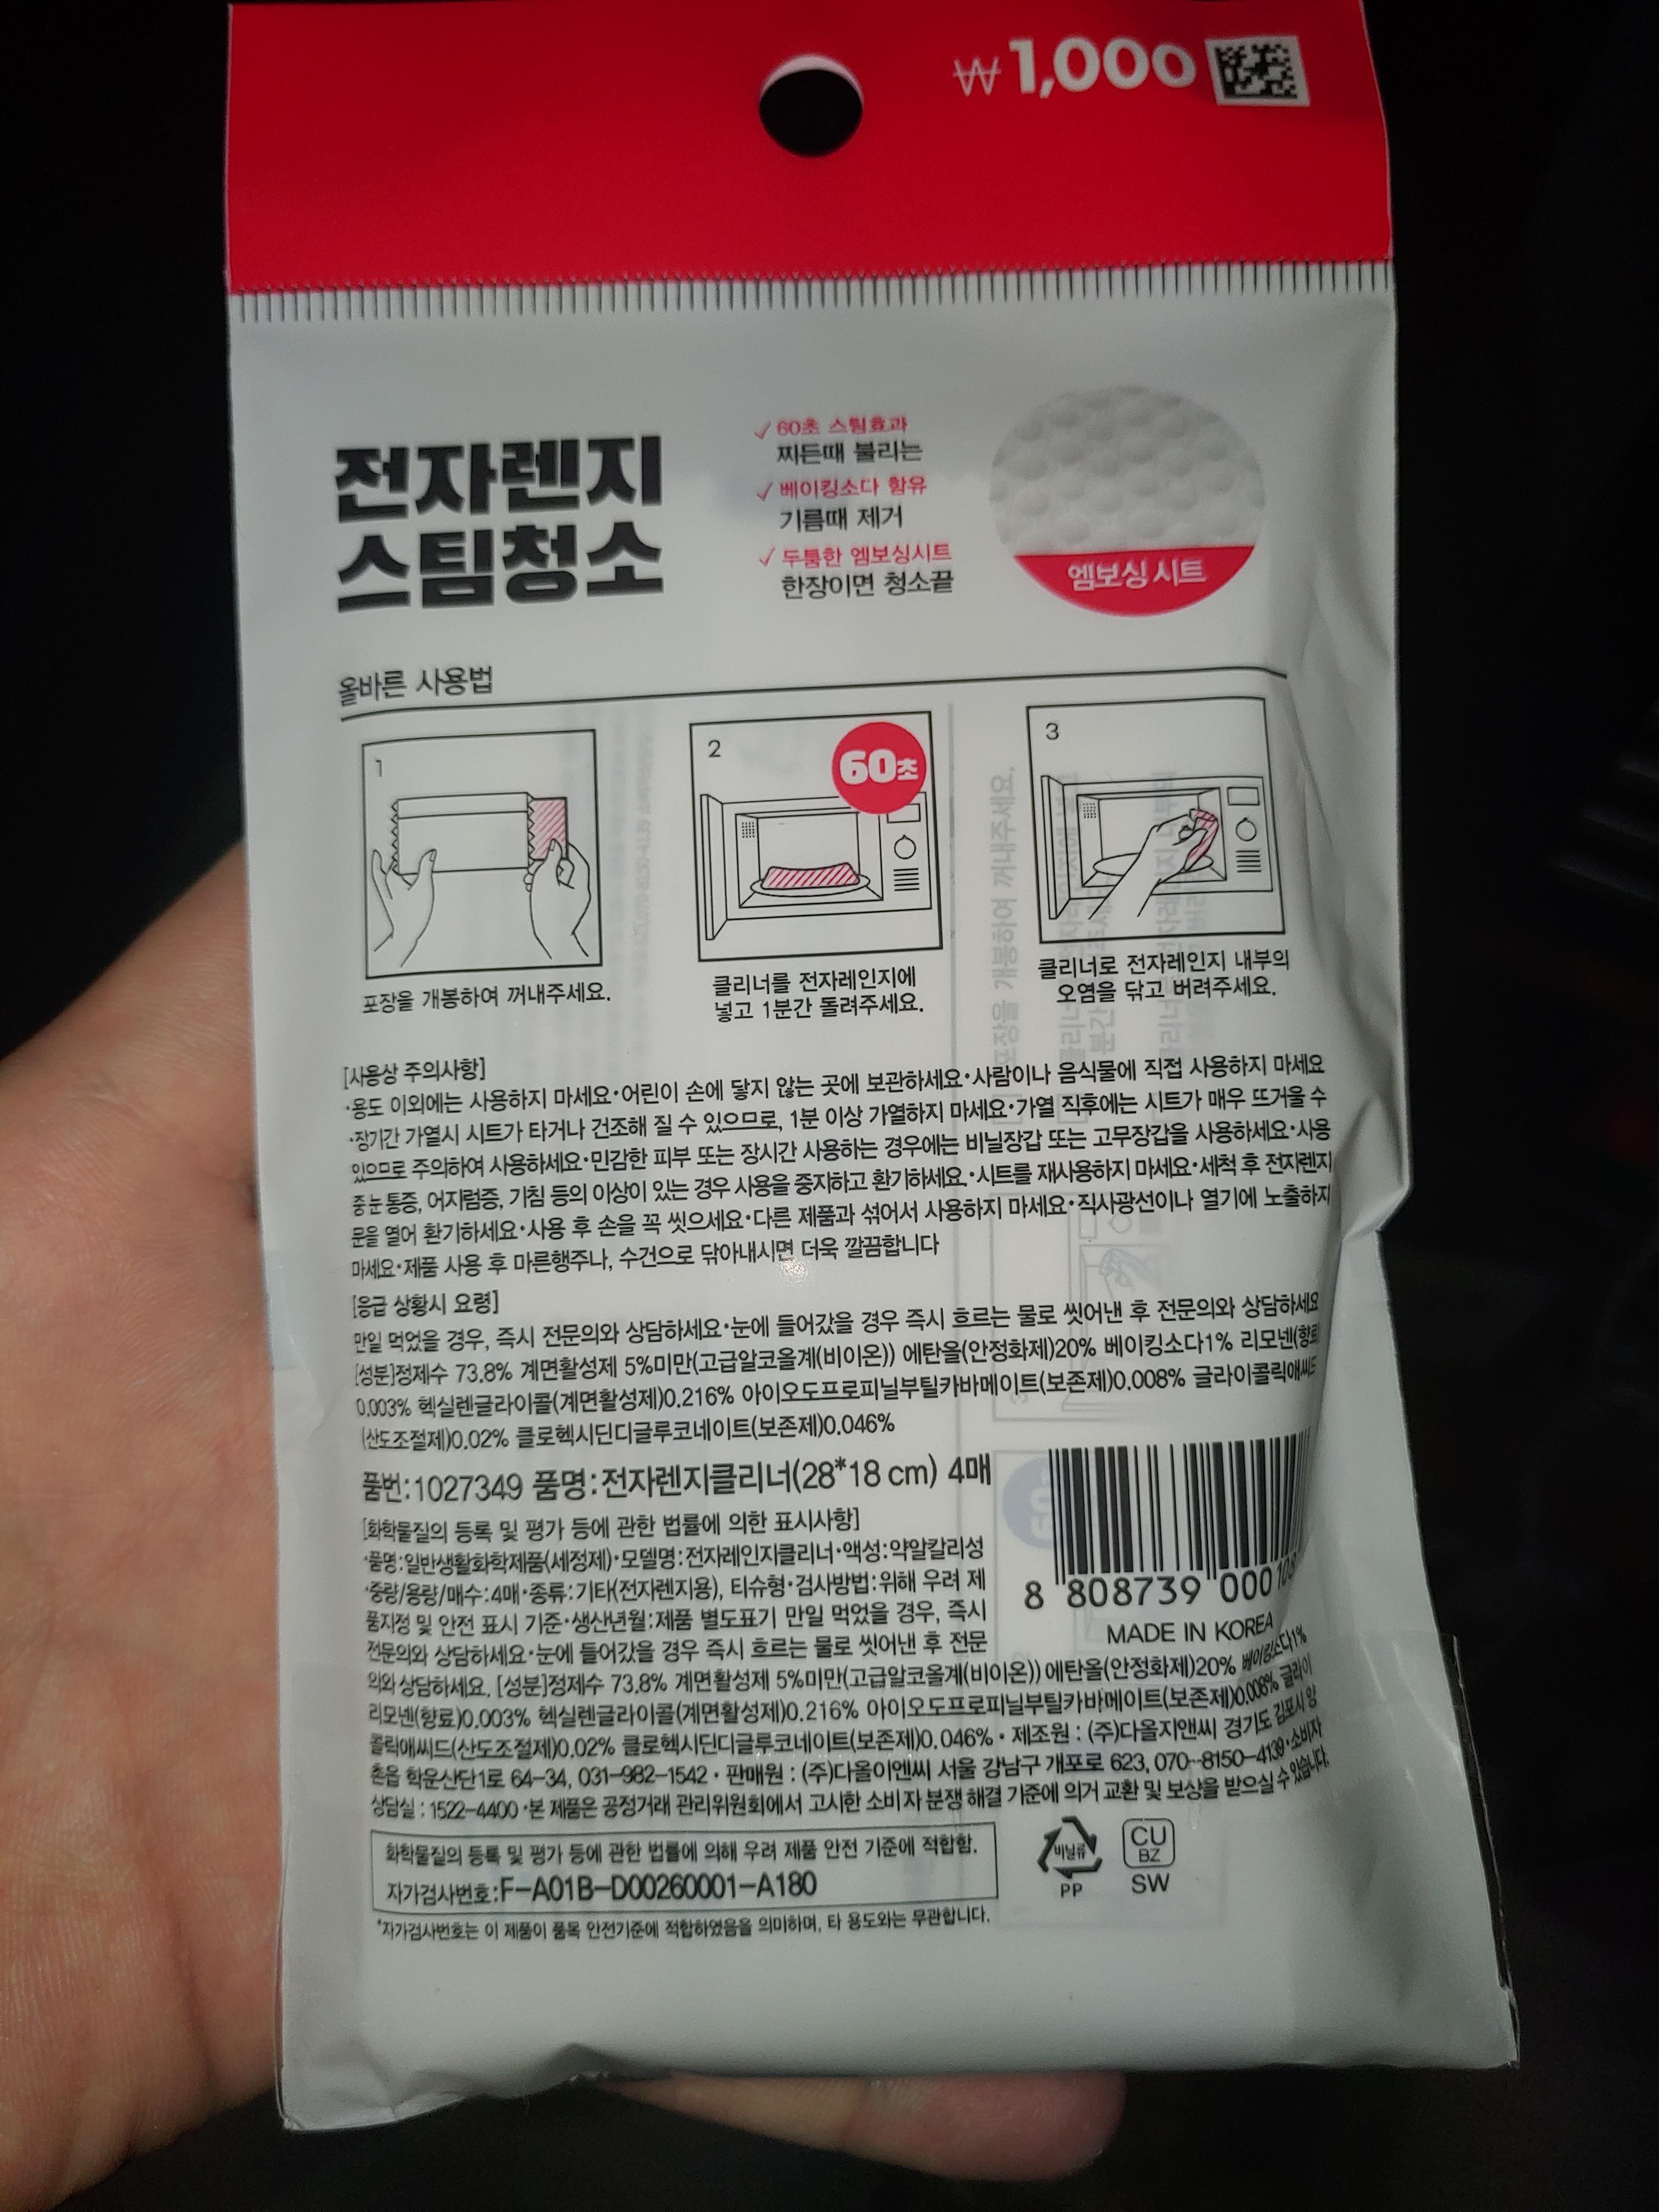 ₩1,000
전자렌지
스팀청소
✓ 60초 스팀효과
찌든때 불리는
✓ 베이킹소다 함유
기름때 제거
✓ 두툼한 엠보싱시트
한장이면 청소끝
엠보싱 시트
올바른 사용법
1
포장을 개봉하여 꺼내주세요.
2
60초
클리너를 전자레인지에
넣고 1분간 돌려주세요.
3
클리너로 전자레인지 내부의
오염을 닦고 버려주세요.
[사용상 주의사항]
·용도 이외에는 사용하지 마세요·어린이 손에 닿지 않는 곳에 보관하세요·사람이나 음식물에 직접 사용하지 마세요
·장기간 가열시 시트가 타거나 건조해 질 수 있으므로, 1분 이상 가열하지 마세요·가열 직후에는 시트가 매우 뜨거울 수
있으므로 주의하여 사용하세요·민감한 피부 또는 장시간 사용하는 경우에는 비닐장갑 또는 고무장갑을 사용하세요·사용
중 눈 통증, 어지럼증, 기침 등의 이상이 있는 경우 사용을 중지하고 환기하세요.·시트를 재사용하지 마세요·세척 후 전자렌지
문을 열어 환기하세요·사용 후 손을 꼭 씻으세요·다른 제품과 섞어서 사용하지 마세요·직사광선이나 열기에 노출하지
마세요·제품 사용 후 마른행주나, 수건으로 닦아내시면 더욱 깔끔합니다
[응급 상황시 요령]
만일 먹었을 경우, 즉시 전문의와 상담하세요·눈에 들어갔을 경우 즉시 흐르는 물로 씻어낸 후 전문의와 상담하세요
[성분]정제수 73.8% 계면활성제 5%미만(고급알코올계(비이온)) 에탄올(안정화제)20% 베이킹소다1% 리모넨(향료)
0.003% 헥실렌글라이콜(계면활성제)0.216% 아이오도프로피닐부틸카바메이트(보존제)0.008% 글라이콜릭애씨드
(산도조절제)0.02% 클로헥시딘디글루코네이트(보존제)0.046%
품번:1027349 품명:전자렌지클리너(28*18 cm) 4매
[화학물질의 등록 및 평가 등에 관한 법률에 의한 표시사항]
·품명:일반생활화학제품(세정제)·모델명:전자레인지클리너·액성:약알칼리성
·중량/용량/매수:4매·종류:기타(전자렌지용), 티슈형·검사방법:위해 우려 제
품지정 및 안전 표시 기준·생산년월:제품 별도표기 만일 먹었을 경우, 즉시
전문의와 상담하세요·눈에 들어갔을 경우 즉시 흐르는 물로 씻어낸 후 전문
의와 상담하세요. [성분]정제수 73.8% 계면활성제 5%미만(고급알코올계(비이온)) 에탄올(안정화제)20% 베이킹소다1%
리모넨(향료)0.003% 헥실렌글라이콜(계면활성제)0.216% 아이오도프로피닐부틸카바메이트(보존제)0.008% 글라이
콜릭애씨드(산도조절제)0.02% 클로헥시딘디글루코네이트(보존제)0.046%·제조원 : (주)다올지앤씨 경기도 김포시 양
촌읍 학운산단1로 64-34, 031-982-1542·판매원 : (주)다올이엔씨 서울 강남구 개포로 623, 070-8150-4139·소비자
상담실 : 1522-4400·본 제품은 공정거래 관리위원회에서 고시한 소비자 분쟁 해결 기준에 의거 교환 및 보상을 받으실 수 있습니다.
8 808739 000
MADE IN KOREA
화학물질의 등록 및 평가 등에 관한 법률에 의해 우려 제품 안전 기준에 적합함.
자가검사번호:F-A01B-D00260001-A180
*자가검사번호는 이 제품이 품목 안전기준에 적합하였음을 의미하며, 타 용도와는 무관합니다.
비닐류
PP
CU
BZ
SW